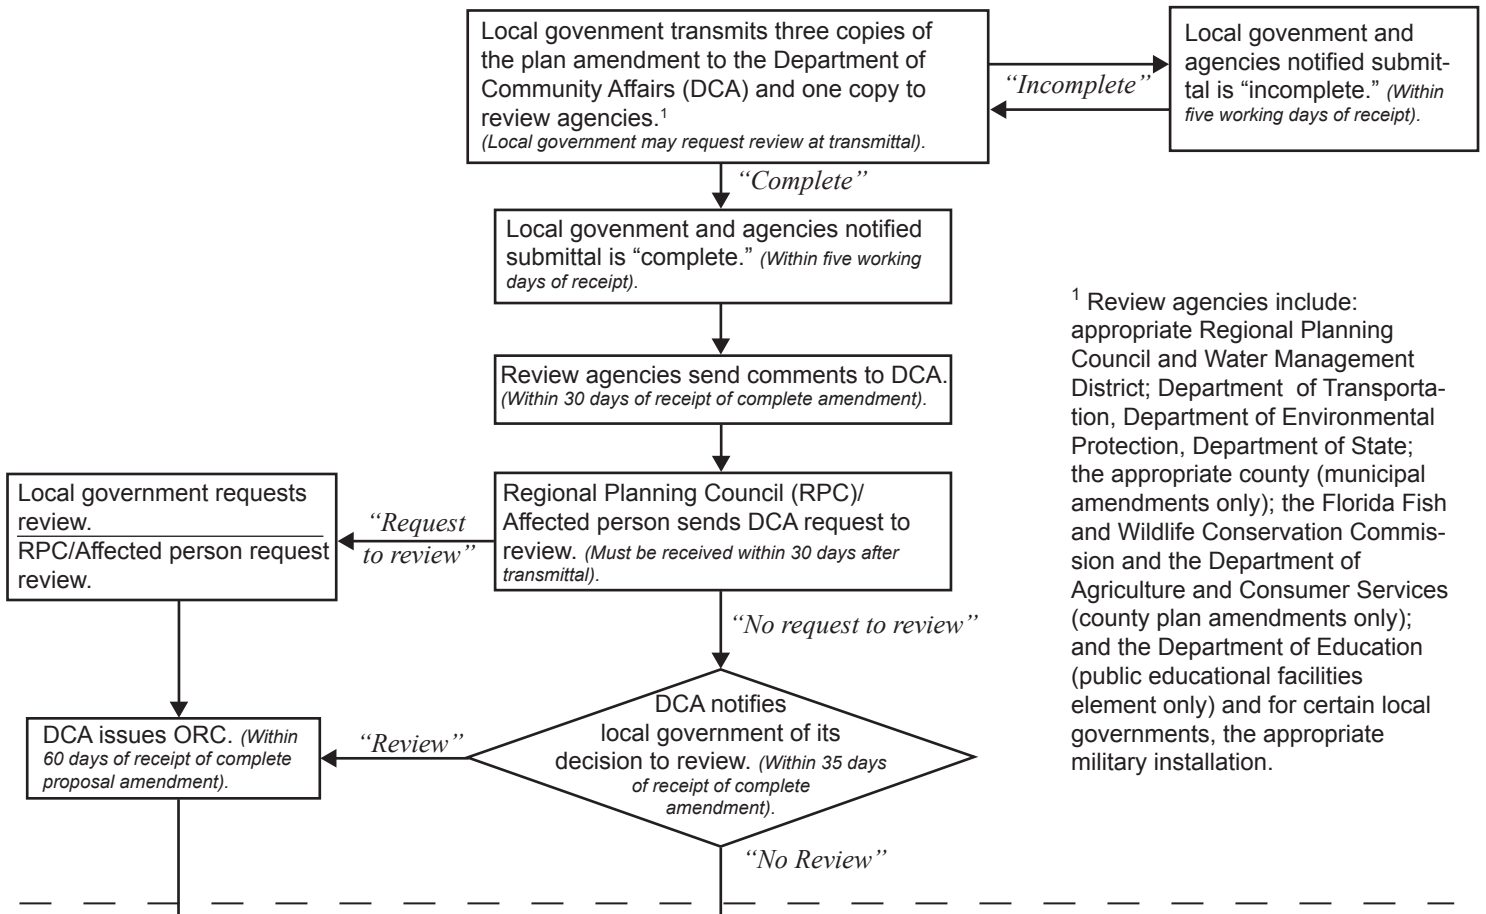 Local govenment transmits three copies of
the plan amendment to the Department of
Community Affairs (DCA) and one copy to
review agencies.¹
(Local government may request review at transmittal).
“Incomplete”
Local govenment and
agencies notified submit-
tal is “incomplete.” (Within
five working days of receipt).
“Complete”
Local govenment and agencies notified
submittal is “complete.” (Within five working
days of receipt).
Review agencies send comments to DCA.
(Within 30 days of receipt of complete amendment).
Regional Planning Council (RPC)/
Affected person sends DCA request to
review. (Must be received within 30 days after
transmittal).
“Request
to review”
Local government requests
review.
RPC/Affected person request
review.
“No request to review”
DCA notifies
local government of its
decision to review. (Within 35 days
of receipt of complete
amendment).
“Review”
DCA issues ORC. (Within
60 days of receipt of complete
proposal amendment).
“No Review”
¹ Review agencies include:
appropriate Regional Planning
Council and Water Management
District; Department of Transporta-
tion, Department of Environmental
Protection, Department of State;
the appropriate county (municipal
amendments only); the Florida Fish
and Wildlife Conservation Commis-
sion and the Department of
Agriculture and Consumer Services
(county plan amendments only);
and the Department of Education
(public educational facilities
element only) and for certain local
governments, the appropriate
military installation.